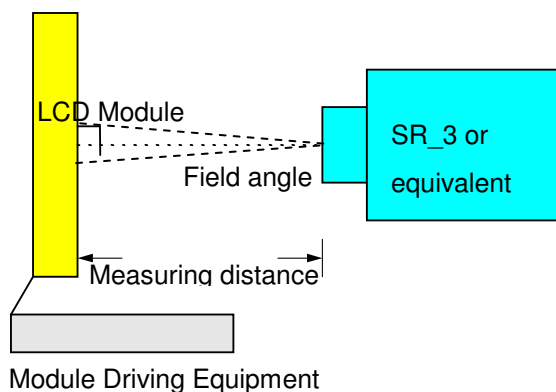 LCD Module
SR_3 or
equivalent
Field angle
Measuring distance
Module Driving Equipment